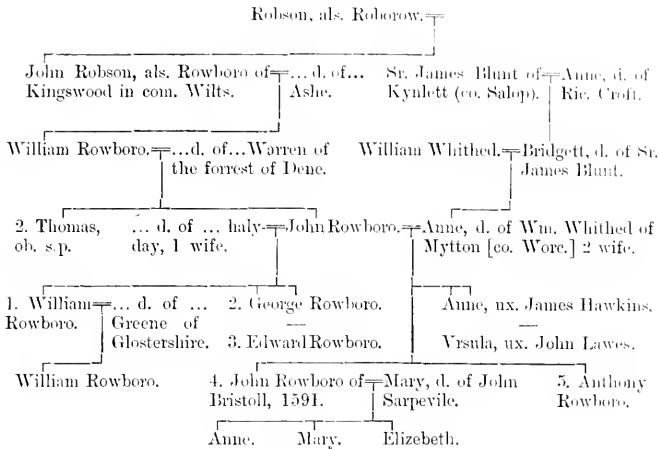 Robson, als. Roborow.
John Robson, als. Rowboro of
Kingswood in com. Wilts.
... d. of...
Ashe.
Sr. James Blunt of
Kynlett (co. Salop).
Anne, d. of
Ric. Croft.
William Rowboro.
...d. of...Warren of
the forrest of Dene.
William Whithed.
Bridgett, d. of Sr.
James Blunt.
2. Thomas,
ob. s.p.
... d. of ... haly-
day, 1 wife.
John Rowboro.
Anne, d. of Wm. Whithed of
Mytton [co. Worc.] 2 wife.
1. William
Rowboro.
... d. of ...
Greene of
Glostershire.
2. George Rowboro.
—
3. Edward Rowboro.
Anne, ux. James Hawkins.
—
Vrsula, ux. John Lawes.
William Rowboro.
4. John Rowboro of
Bristoll, 1591.
Mary, d. of John
Sarpevile.
5. Anthony
Rowboro.
Anne. Mary. Elizebeth.